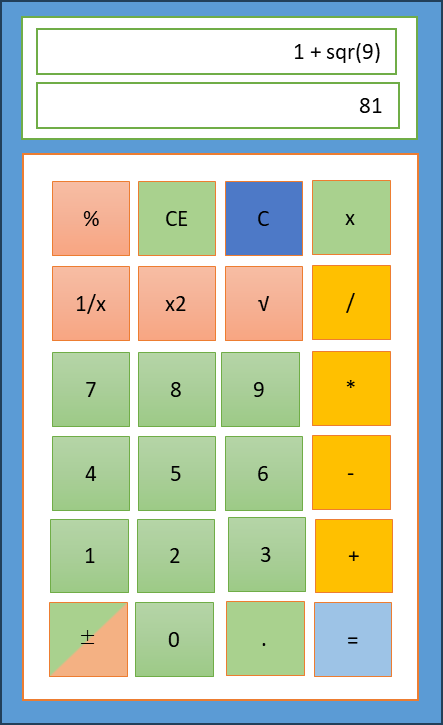 1 + sqr(9)
81
% CE C x
1/x x2 √ /
7 8 9 *
4 5 6 -
1 2 3 +
± 0 . =